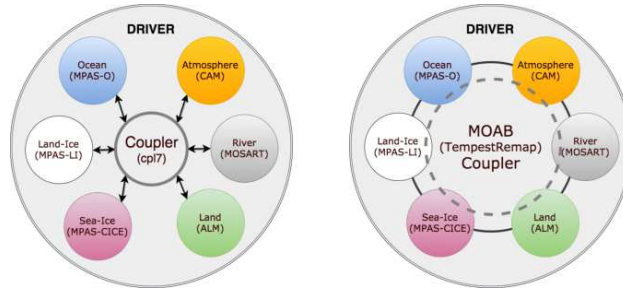 DRIVER
Ocean
(MPAS-O)
Atmosphere
(CAM)
Land-Ice
(MPAS-LI)
Coupler
(cpl7)
River
(MOSART)
Sea-Ice
(MPAS-CICE)
Land
(ALM)
DRIVER
Ocean
(MPAS-O)
Atmosphere
(CAM)
Land-Ice
(MPAS-LI)
MOAB
(TempestRemap)
Coupler
River
(MOSART)
Sea-Ice
(MPAS-CICE)
Land
(ALM)